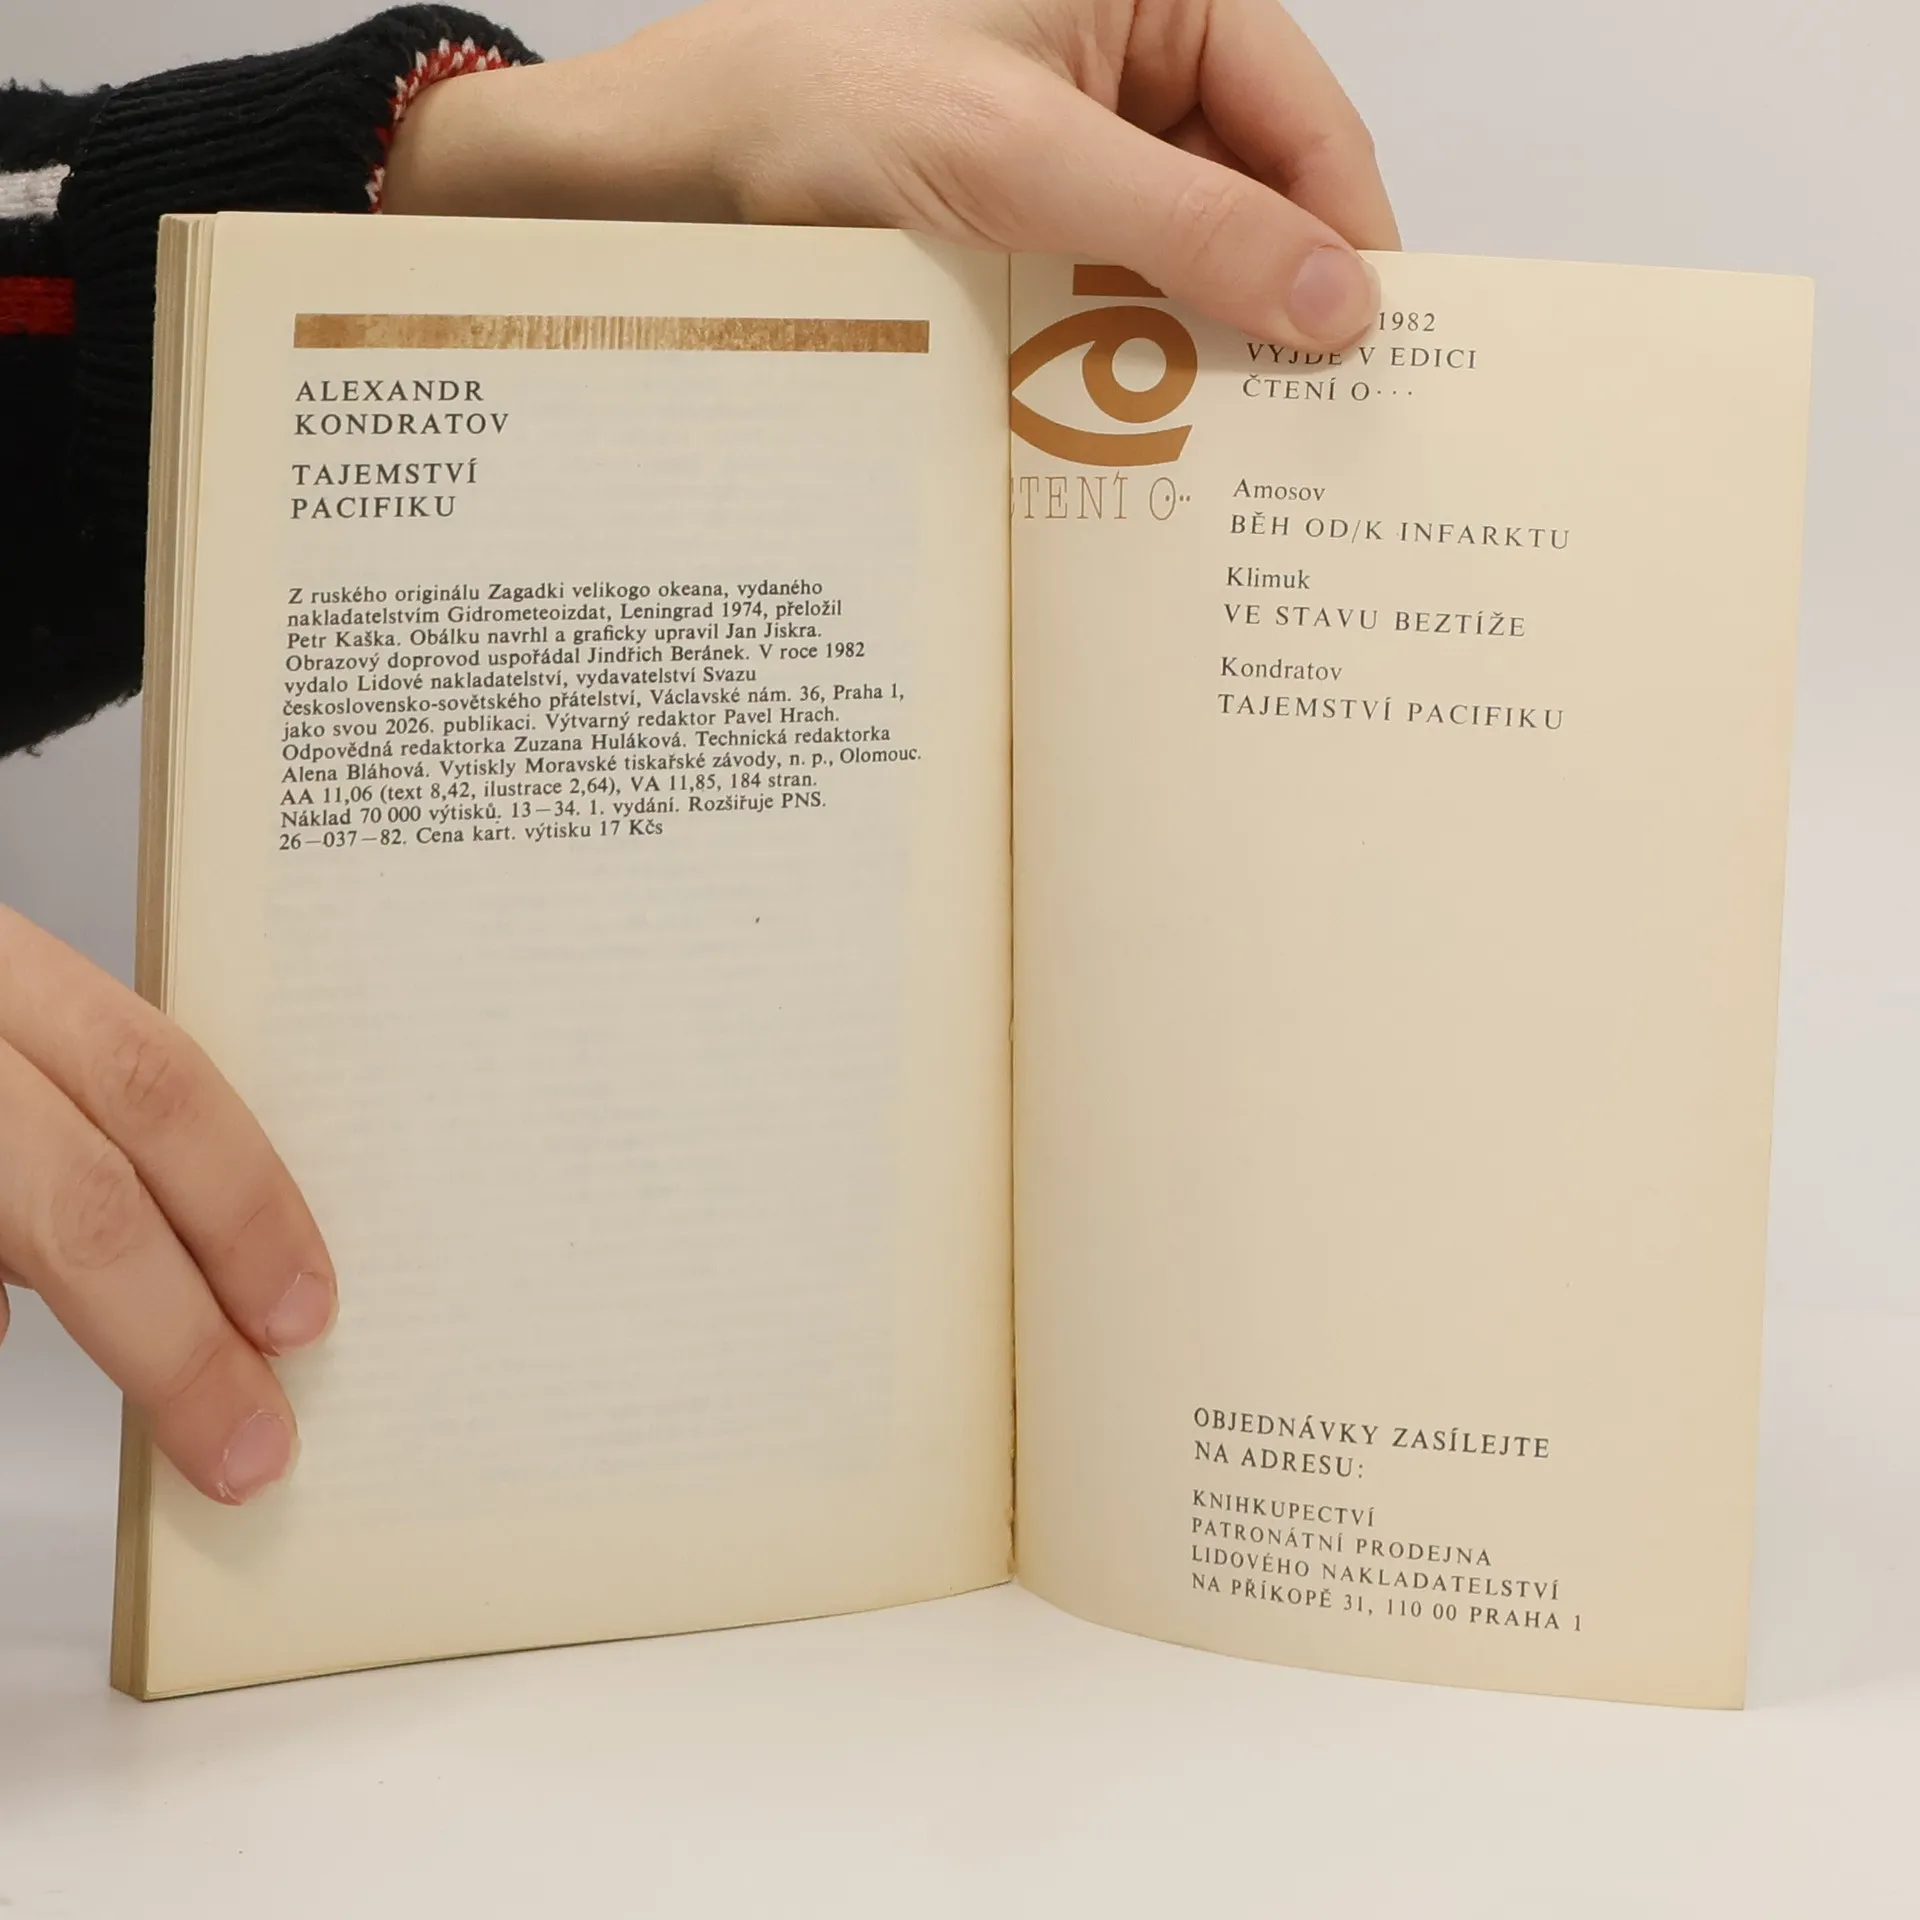 ALEXANDR
KONDRATOV
TAJEMSTVÍ
PACIFIKU
Z ruského originálu Zagadki velikogo okeana, vydaného
nakladatelstvím Gidrometeoizdat, Leningrad 1974, přeložil
Petr Kaška. Obálku navrhl a graficky upravil Jan Jiskra.
Obrazový doprovod uspořádal Jindřich Beránek. V roce 1982
vydalo Lidové nakladatelství, vydavatelství Svazu
československo-sovětského přátelství, Václavské nám. 36, Praha 1,
jako svou 2026. publikaci. Výtvarný redaktor Pavel Hrach.
Odpovědná redaktorka Zuzana Huláková. Technická redaktorka
Alena Bláhová. Vytiskly Moravské tiskařské závody, n. p., Olomouc.
AA 11,06 (text 8,42, ilustrace 2,64), VA 11,85, 184 stran.
Náklad 70 000 výtisků. 13—34. 1. vydání. Rozšiřuje PNS.
26—037—82. Cena kart. výtisku 17 Kčs
TENÍ O··
1982
VYJDE V EDICI
ČTENÍ O···
Amosov
BĚH OD/K INFARKTU
Klimuk
VE STAVU BEZTÍŽE
Kondratov
TAJEMSTVÍ PACIFIKU
OBJEDNÁVKY ZASÍLEJTE
NA ADRESU:
KNIHKUPECTVÍ
PATRONÁTNÍ PRODEJNA
LIDOVÉHO NAKLADATELSTVÍ
NA PŘÍKOPĚ 31, 110 00 PRAHA 1